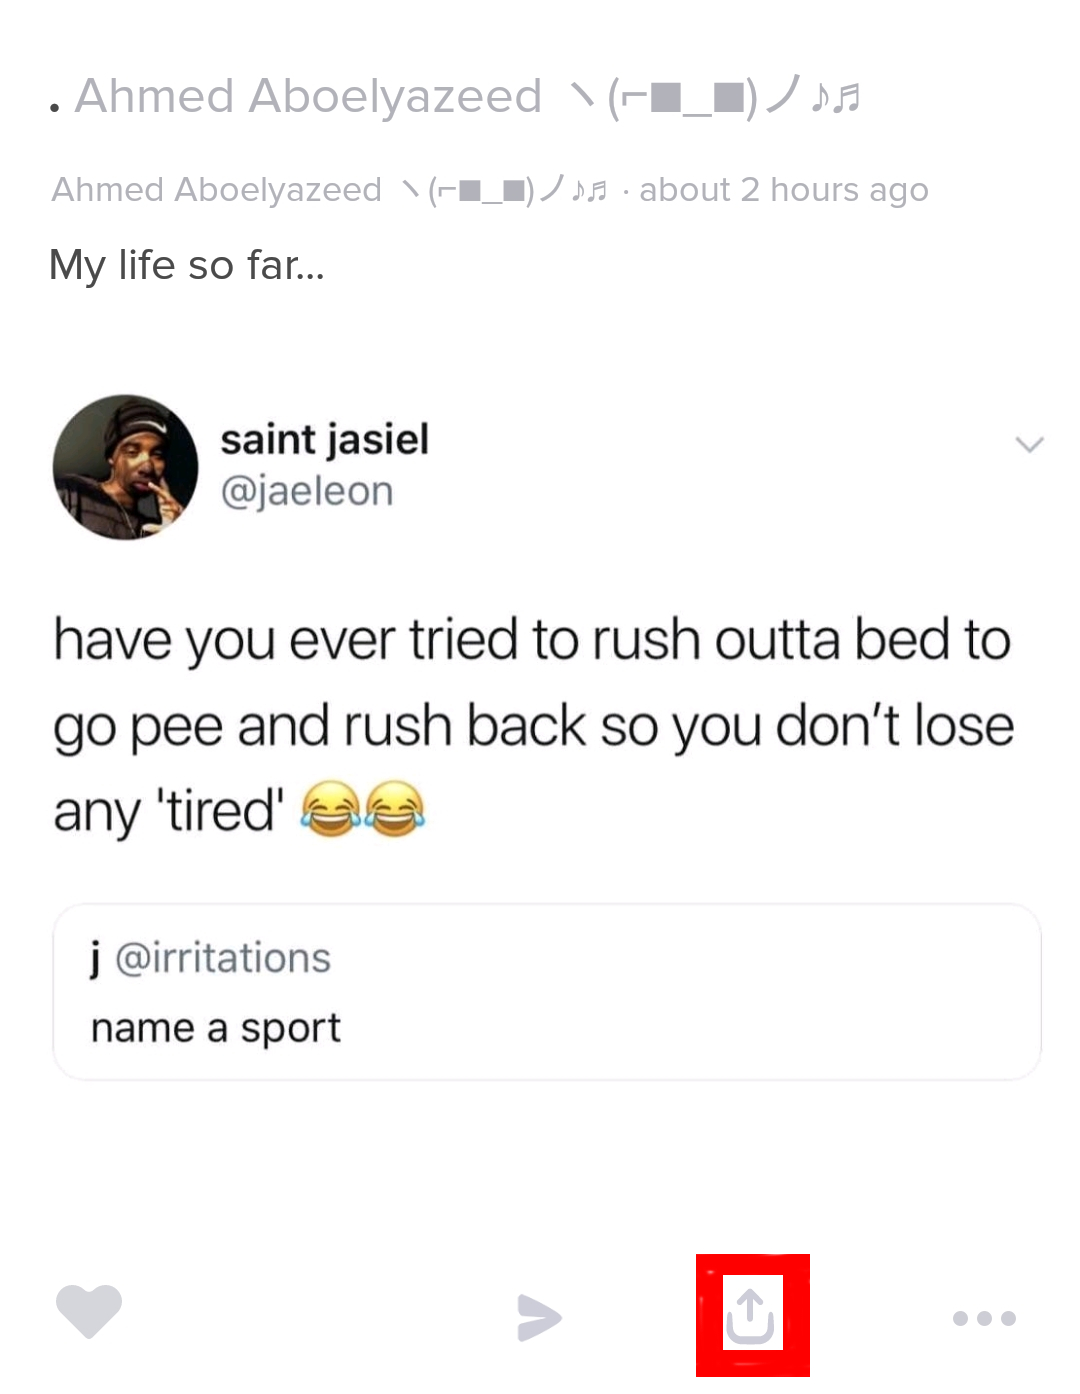 . Ahmed Aboelyazeed ヽ(⌐■_■)ノ♪♬
Ahmed Aboelyazeed ヽ(⌐■_■)ノ♪♬ · about 2 hours ago
My life so far...
saint jasiel
@jaeleon
have you ever tried to rush outta bed to
go pee and rush back so you don't lose
any 'tired' 😂😂
j @irritations
name a sport